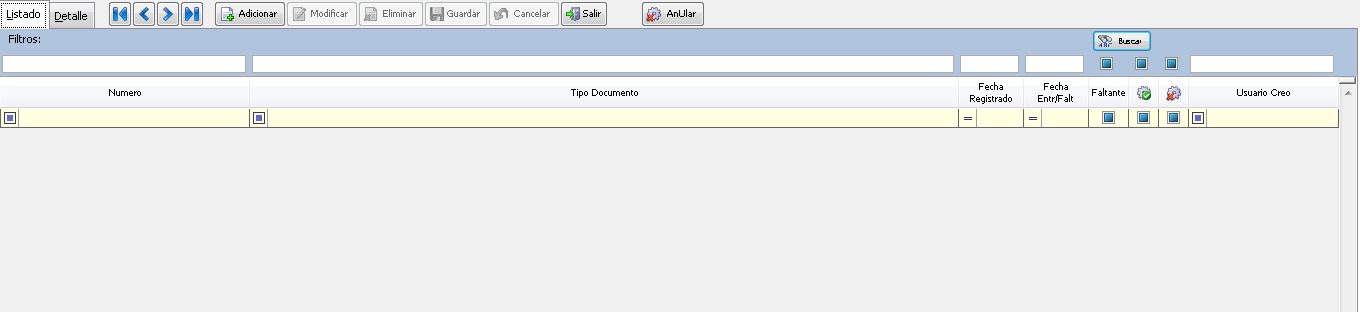 Listado Detalle Adicionar Modificar Eliminar Guardar Cancelar Salir AnUlar
Filtros: Buscar
Numero Tipo Documento Fecha Registrado Fecha Entr/Falt Faltante Usuario Creo
= =